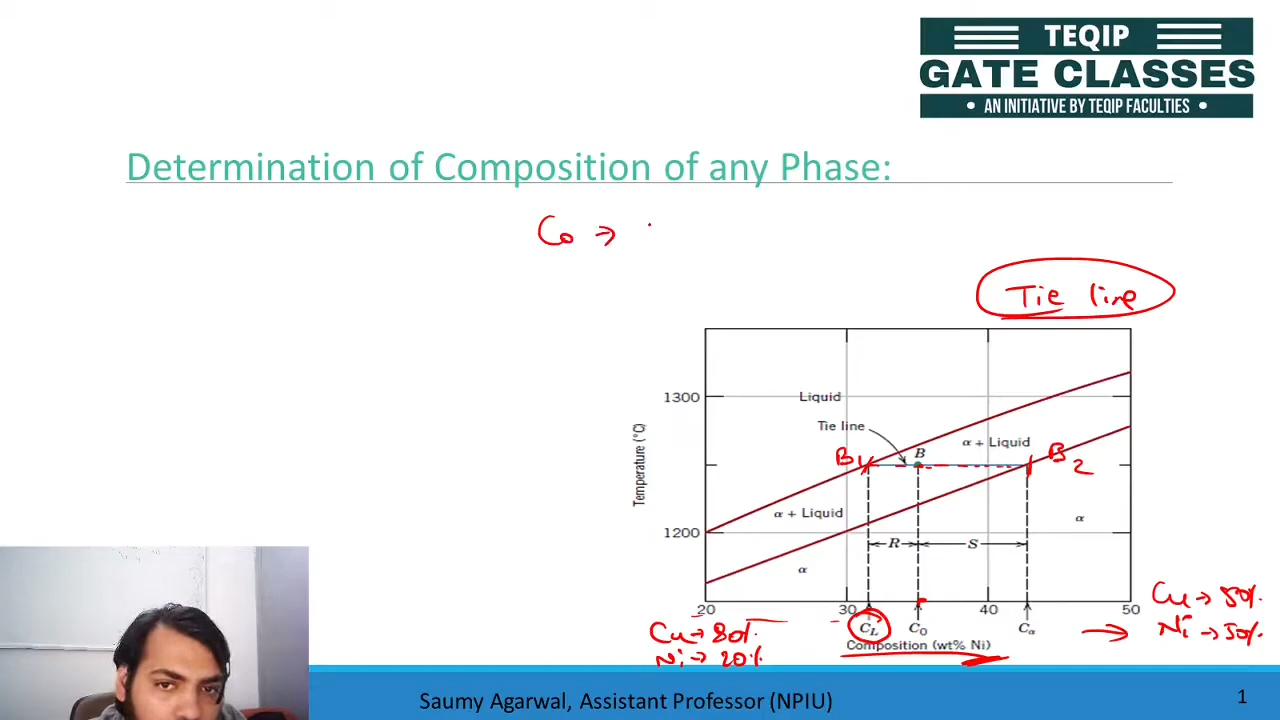 TEQIP
GATE CLASSES
• AN INITIATIVE BY TEQIP FACULTIES •
Determination of Composition of any Phase:
C0 →
Tie line
1300
Liquid
Tie line
α + Liquid
B1
B
B2
Temperature (°C)
α + Liquid
α
1200
R
S
α
20
30
40
50
CL
C0
Cα
Composition (wt% Ni)
Cu → 80%
Ni → 20%
Cu → 50%
Ni → 50%
Saumy Agarwal, Assistant Professor (NPIU)
1